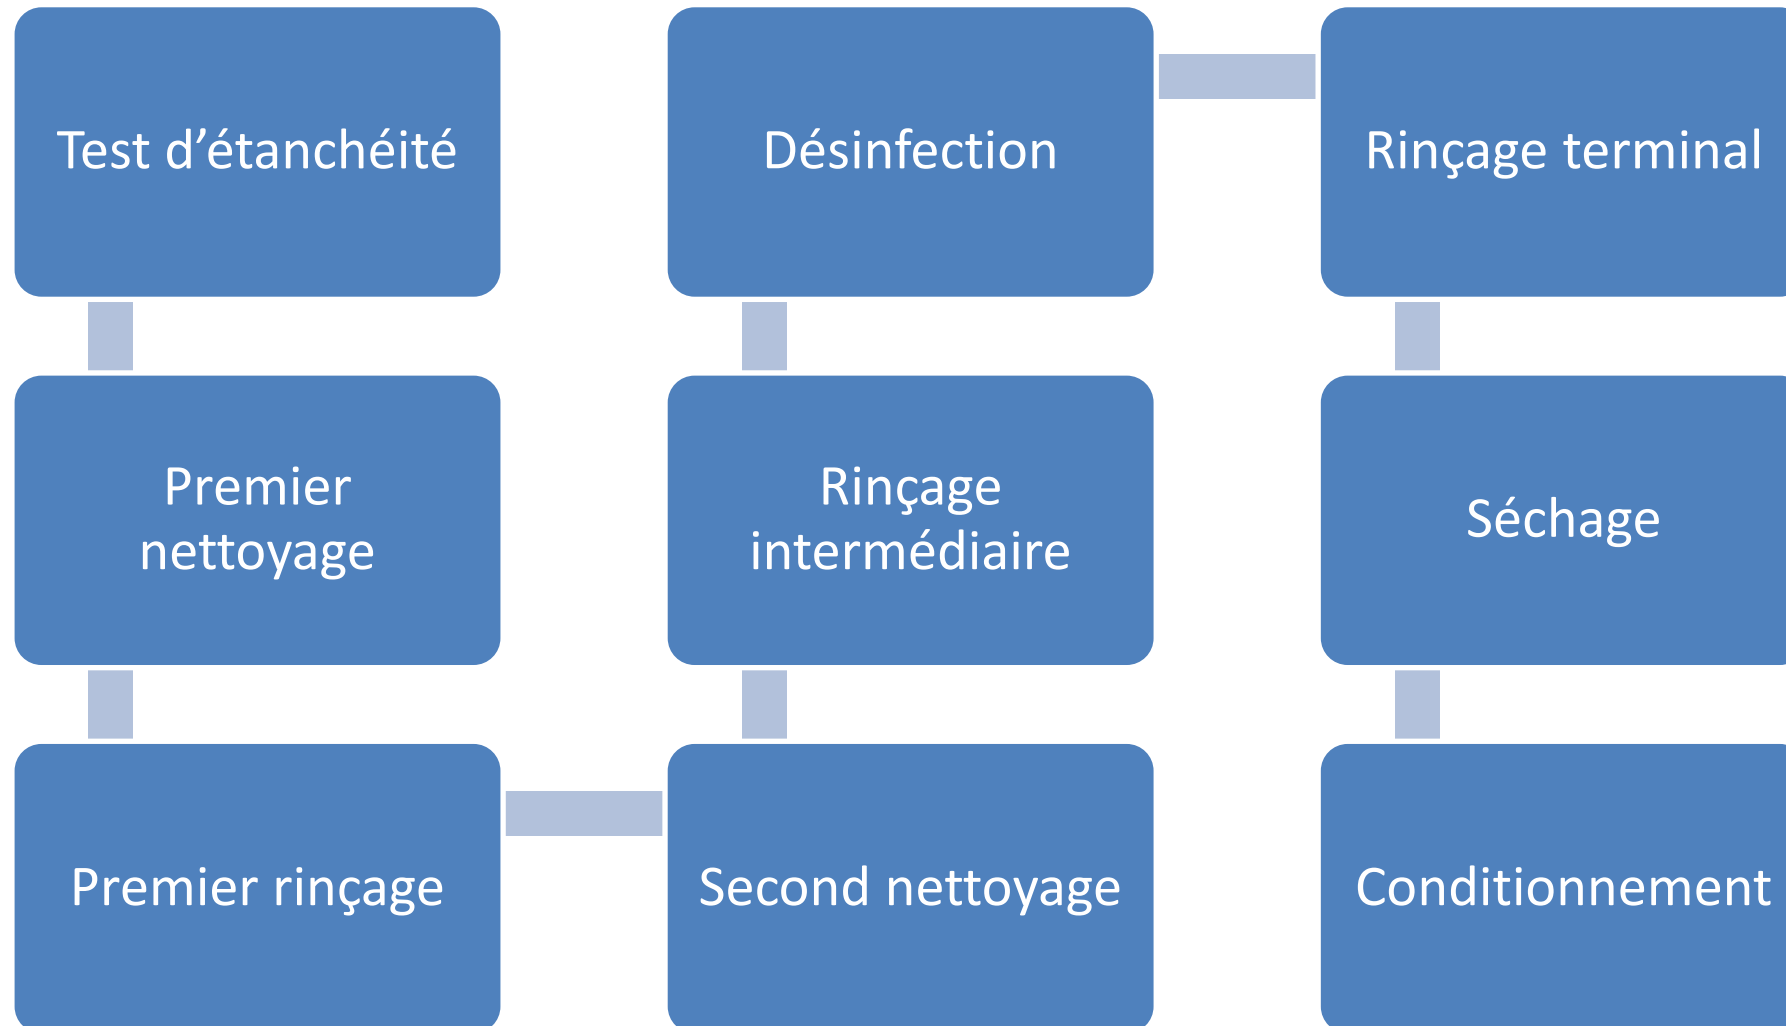 Test d’étanchéité
Premier
nettoyage
Premier rinçage
Second nettoyage
Rinçage
intermédiaire
Désinfection
Rinçage terminal
Séchage
Conditionnement